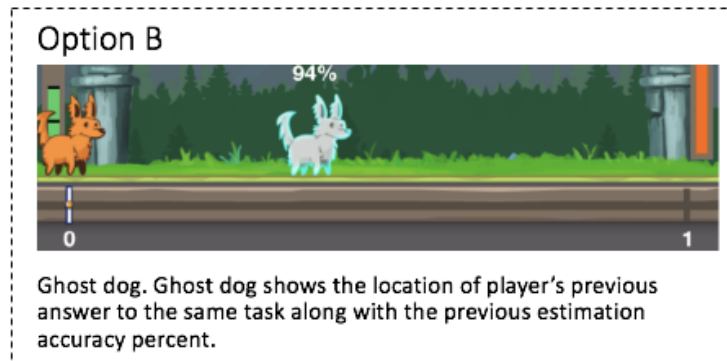 Option B
94%
0 1
Ghost dog. Ghost dog shows the location of player's previous
answer to the same task along with the previous estimation
accuracy percent.